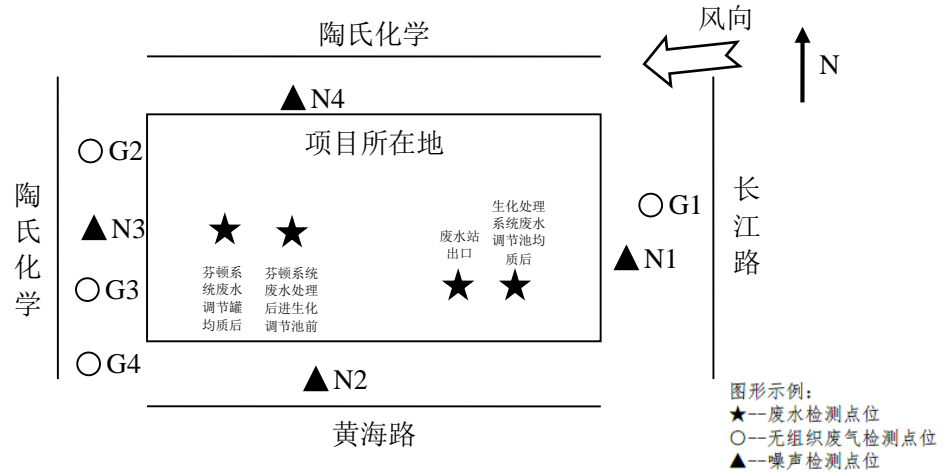 风向
陶氏化学
N
N4
项目所在地
G2
陶氏化学
N3
G3
G4
生化处理
系统废水
调节池均
质后
废水站
出口
芬顿系
统废水
调节罐
均质后
芬顿系统
废水处理
后进生化
调节池前
G1
N1
长江路
N2
黄海路
图形示例：
★--废水检测点位
○--无组织废气检测点位
▲--噪声检测点位